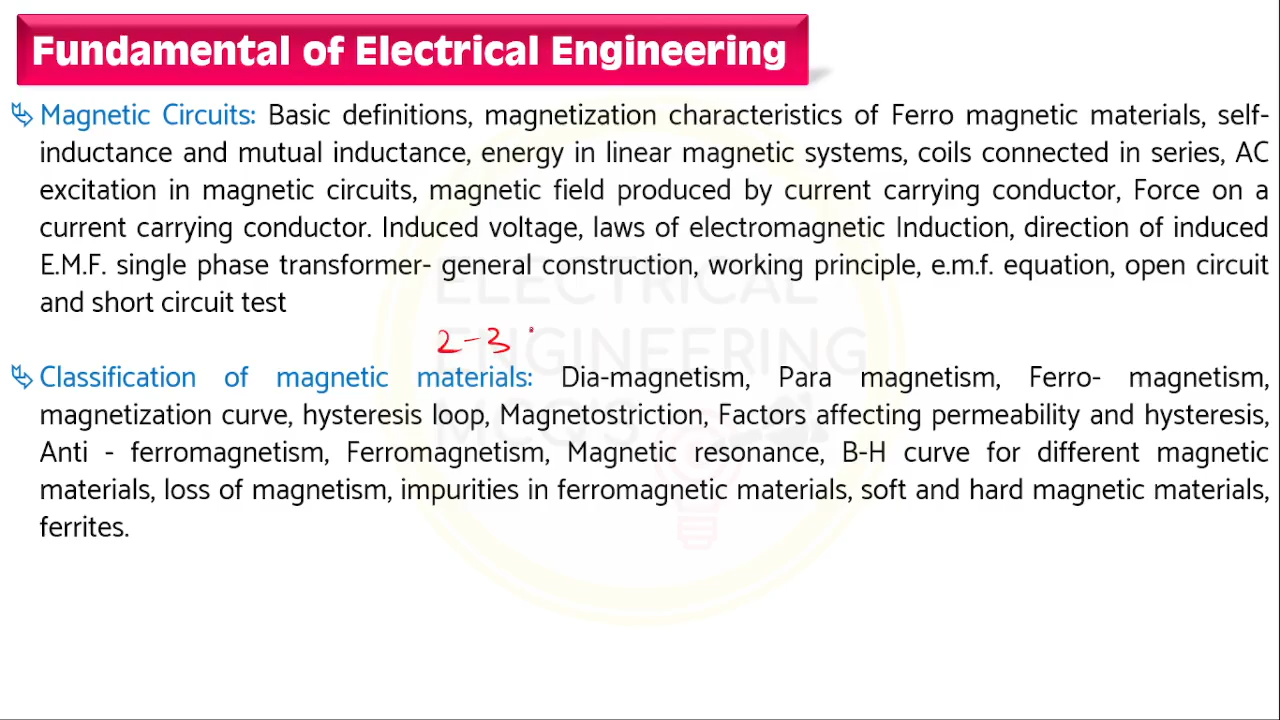 Fundamental of Electrical Engineering
Magnetic Circuits: Basic definitions, magnetization characteristics of Ferro magnetic materials, self-
inductance and mutual inductance, energy in linear magnetic systems, coils connected in series, AC
excitation in magnetic circuits, magnetic field produced by current carrying conductor, Force on a
current carrying conductor. Induced voltage, laws of electromagnetic Induction, direction of induced
E.M.F. single phase transformer- general construction, working principle, e.m.f. equation, open circuit
and short circuit test
2-3
Classification of magnetic materials: Dia-magnetism, Para magnetism, Ferro- magnetism,
magnetization curve, hysteresis loop, Magnetostriction, Factors affecting permeability and hysteresis,
Anti - ferromagnetism, Ferromagnetism, Magnetic resonance, B-H curve for different magnetic
materials, loss of magnetism, impurities in ferromagnetic materials, soft and hard magnetic materials,
ferrites.
ELECTRICAL
ENGINEERING
MCQ'S